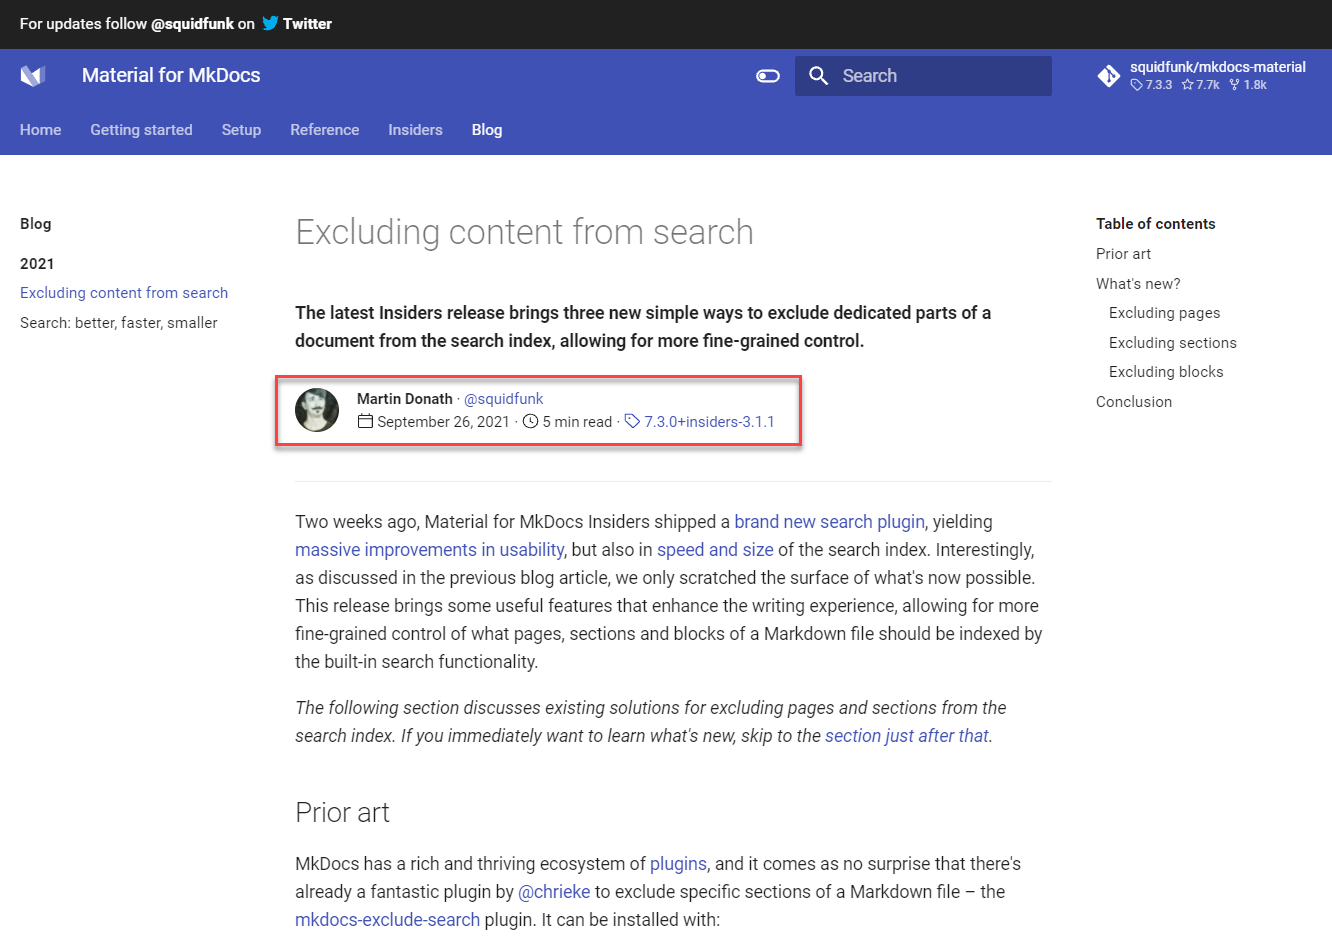 For updates follow @squidfunk on Twitter
Material for MkDocs
Search
squidfunk/mkdocs-material
7.3.3 7.7k 1.8k
Home Getting started Setup Reference Insiders Blog
Blog
2021
Excluding content from search
Search: better, faster, smaller
Excluding content from search
The latest Insiders release brings three new simple ways to exclude dedicated parts of a
document from the search index, allowing for more fine-grained control.
Martin Donath · @squidfunk
September 26, 2021 · 5 min read · 7.3.0+insiders-3.1.1
Two weeks ago, Material for MkDocs Insiders shipped a brand new search plugin, yielding
massive improvements in usability, but also in speed and size of the search index. Interestingly,
as discussed in the previous blog article, we only scratched the surface of what's now possible.
This release brings some useful features that enhance the writing experience, allowing for more
fine-grained control of what pages, sections and blocks of a Markdown file should be indexed by
the built-in search functionality.
The following section discusses existing solutions for excluding pages and sections from the
search index. If you immediately want to learn what's new, skip to the section just after that.
Prior art
MkDocs has a rich and thriving ecosystem of plugins, and it comes as no surprise that there's
already a fantastic plugin by @chrieke to exclude specific sections of a Markdown file – the
mkdocs-exclude-search plugin. It can be installed with:
Table of contents
Prior art
What's new?
Excluding pages
Excluding sections
Excluding blocks
Conclusion